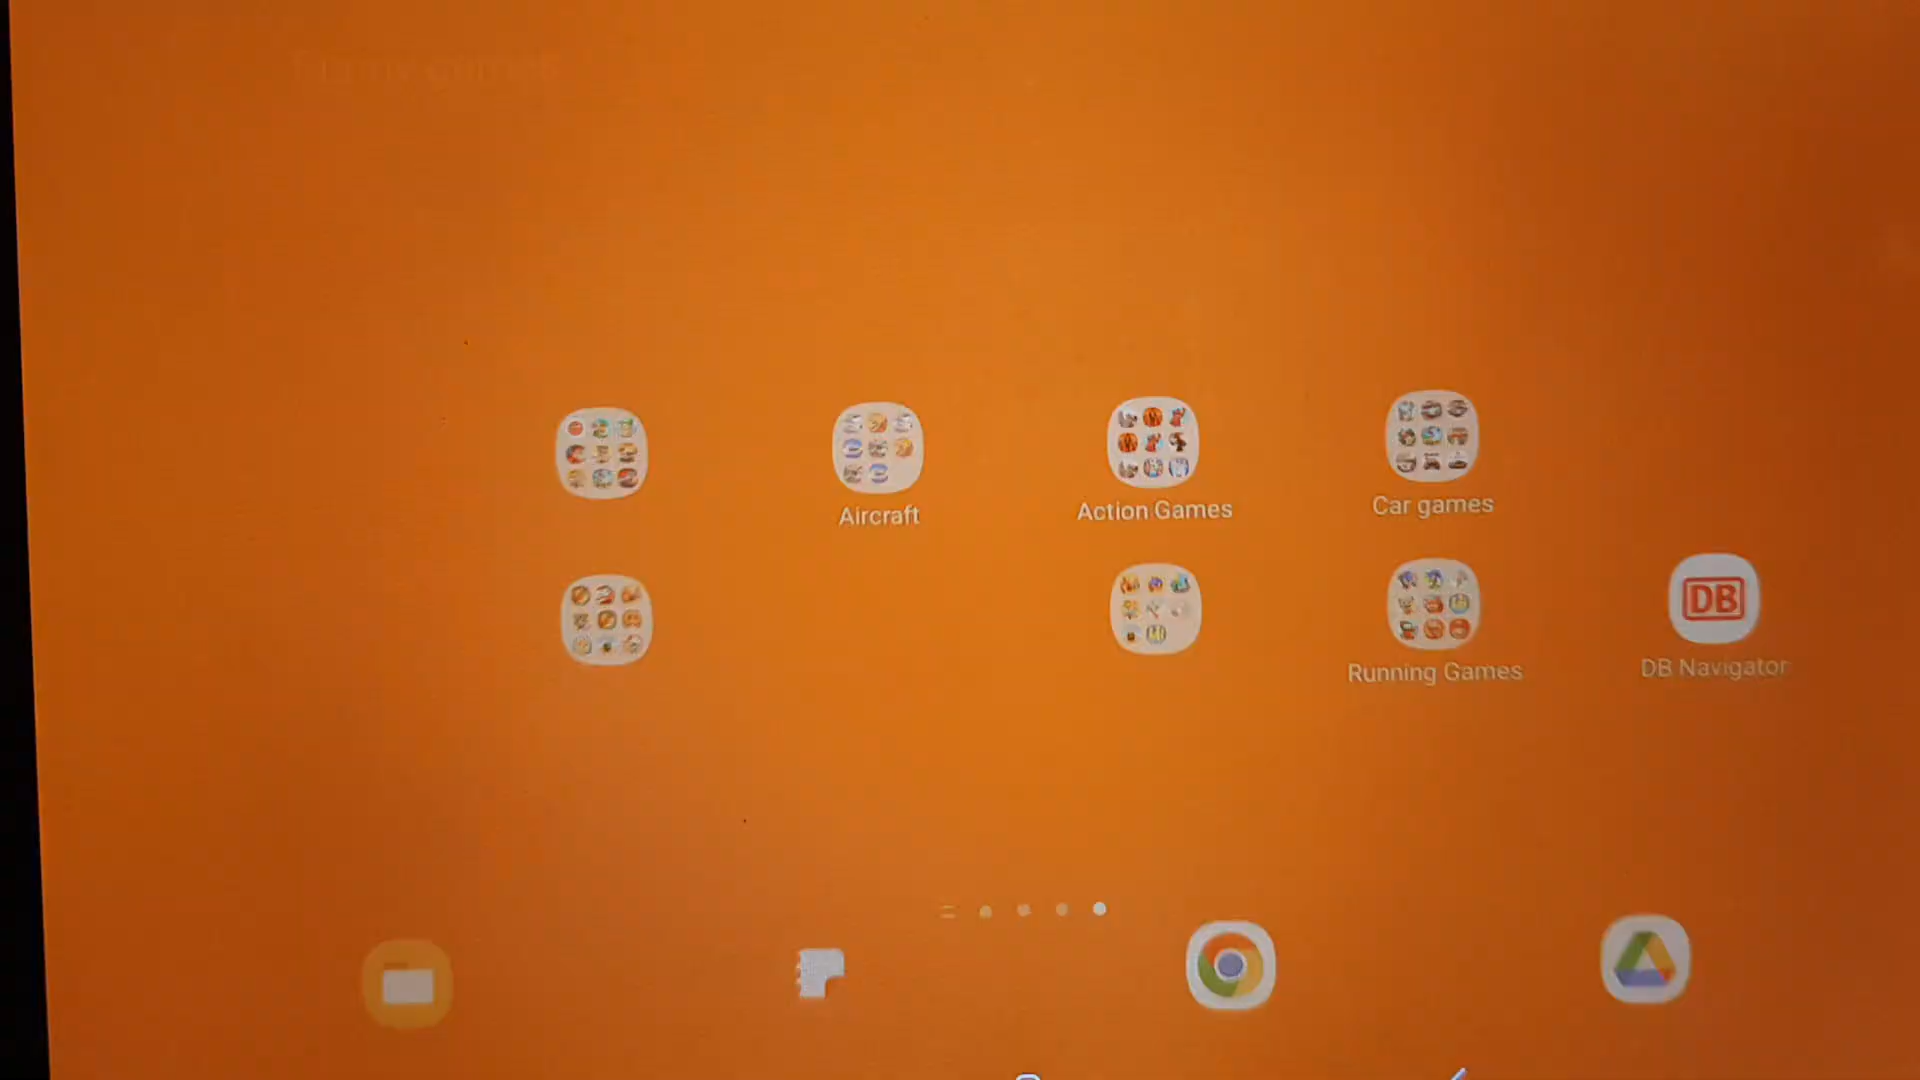 Aircraft
Action Games
Car games
DB
Running Games
DB Navigator